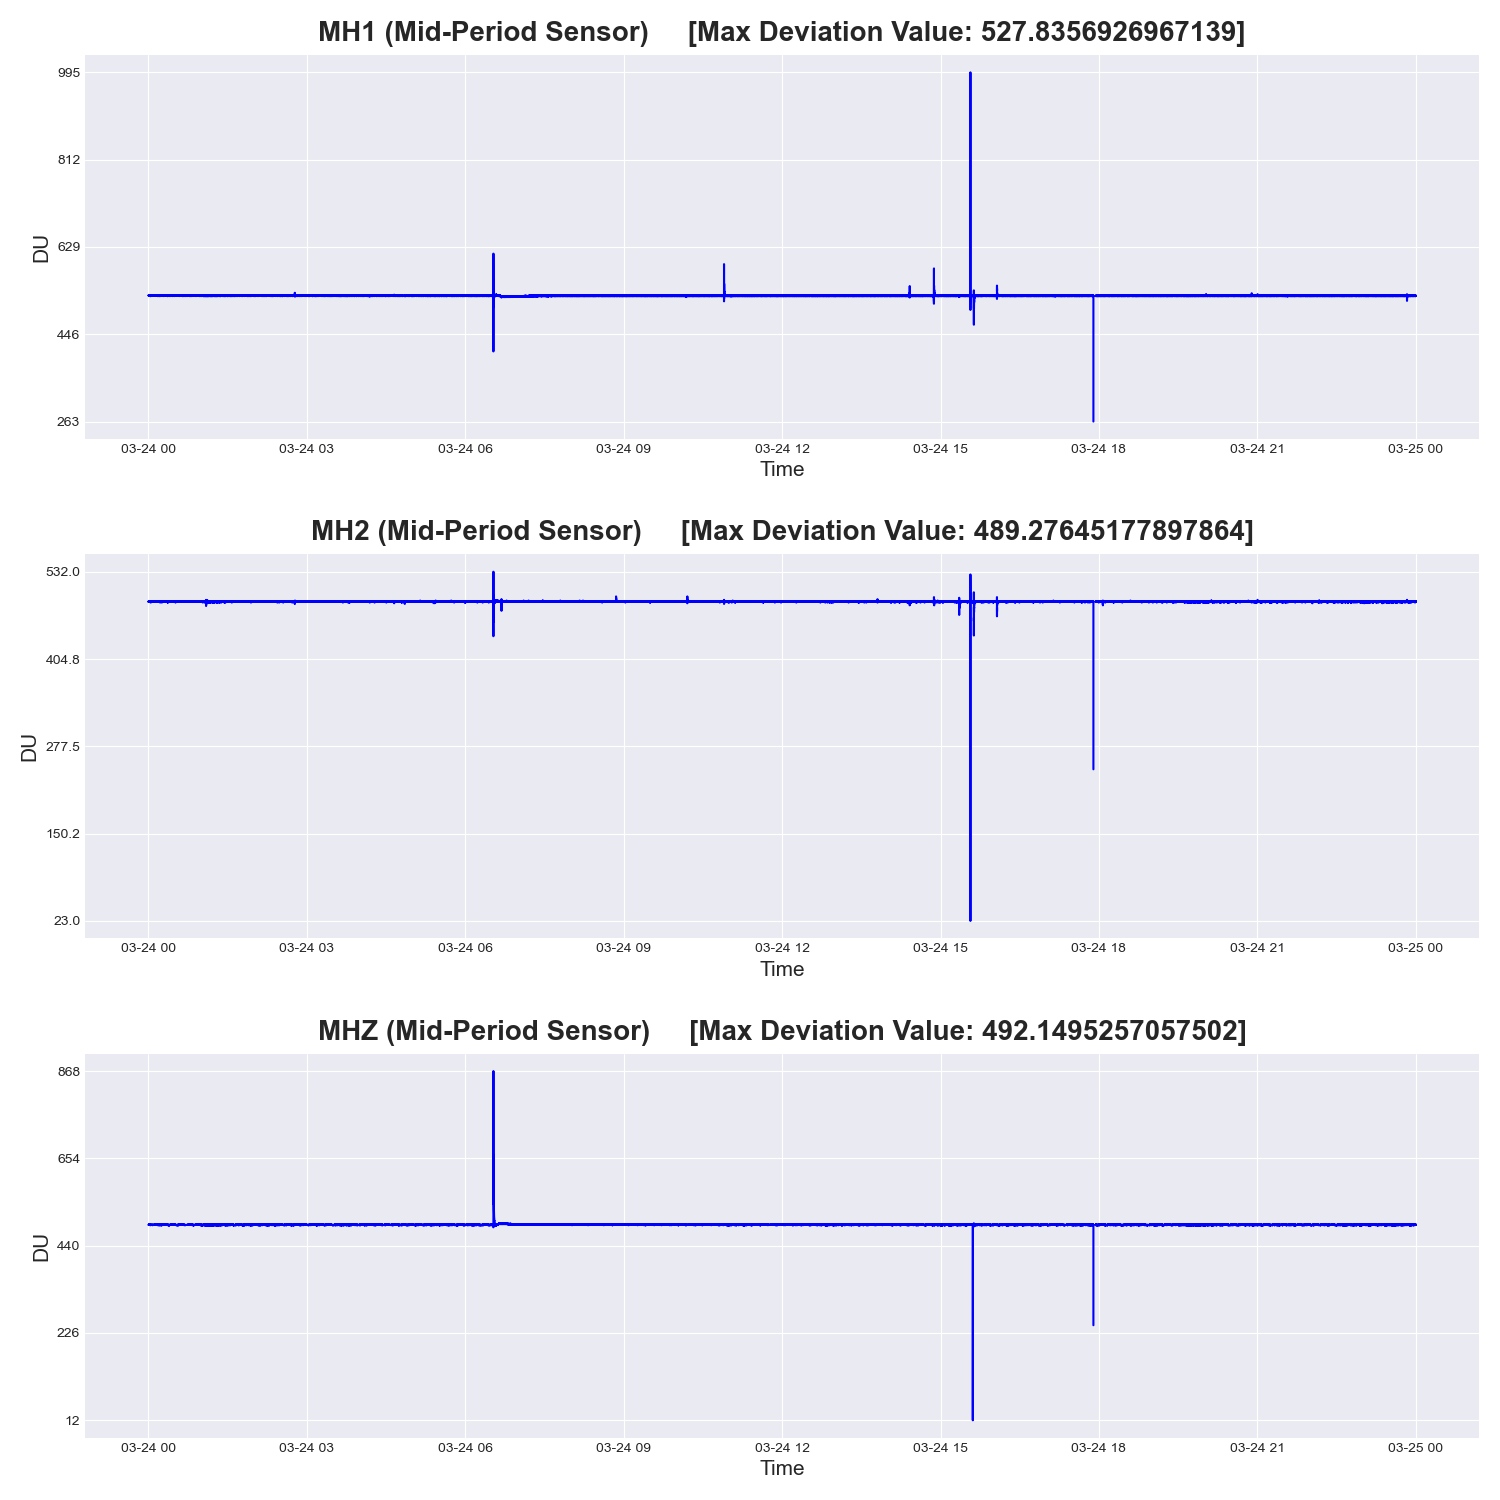 MH1 (Mid-Period Sensor) [Max Deviation Value: 527.8356926967139]
995
812
629
446
263
DU
03-24 00 03-24 03 03-24 06 03-24 09 03-24 12 03-24 15 03-24 18 03-24 21 03-25 00
Time
MH2 (Mid-Period Sensor) [Max Deviation Value: 489.27645177897864]
532.0
404.8
277.5
150.2
23.0
DU
03-24 00 03-24 03 03-24 06 03-24 09 03-24 12 03-24 15 03-24 18 03-24 21 03-25 00
Time
MHZ (Mid-Period Sensor) [Max Deviation Value: 492.1495257057502]
868
654
440
226
12
DU
03-24 00 03-24 03 03-24 06 03-24 09 03-24 12 03-24 15 03-24 18 03-24 21 03-25 00
Time